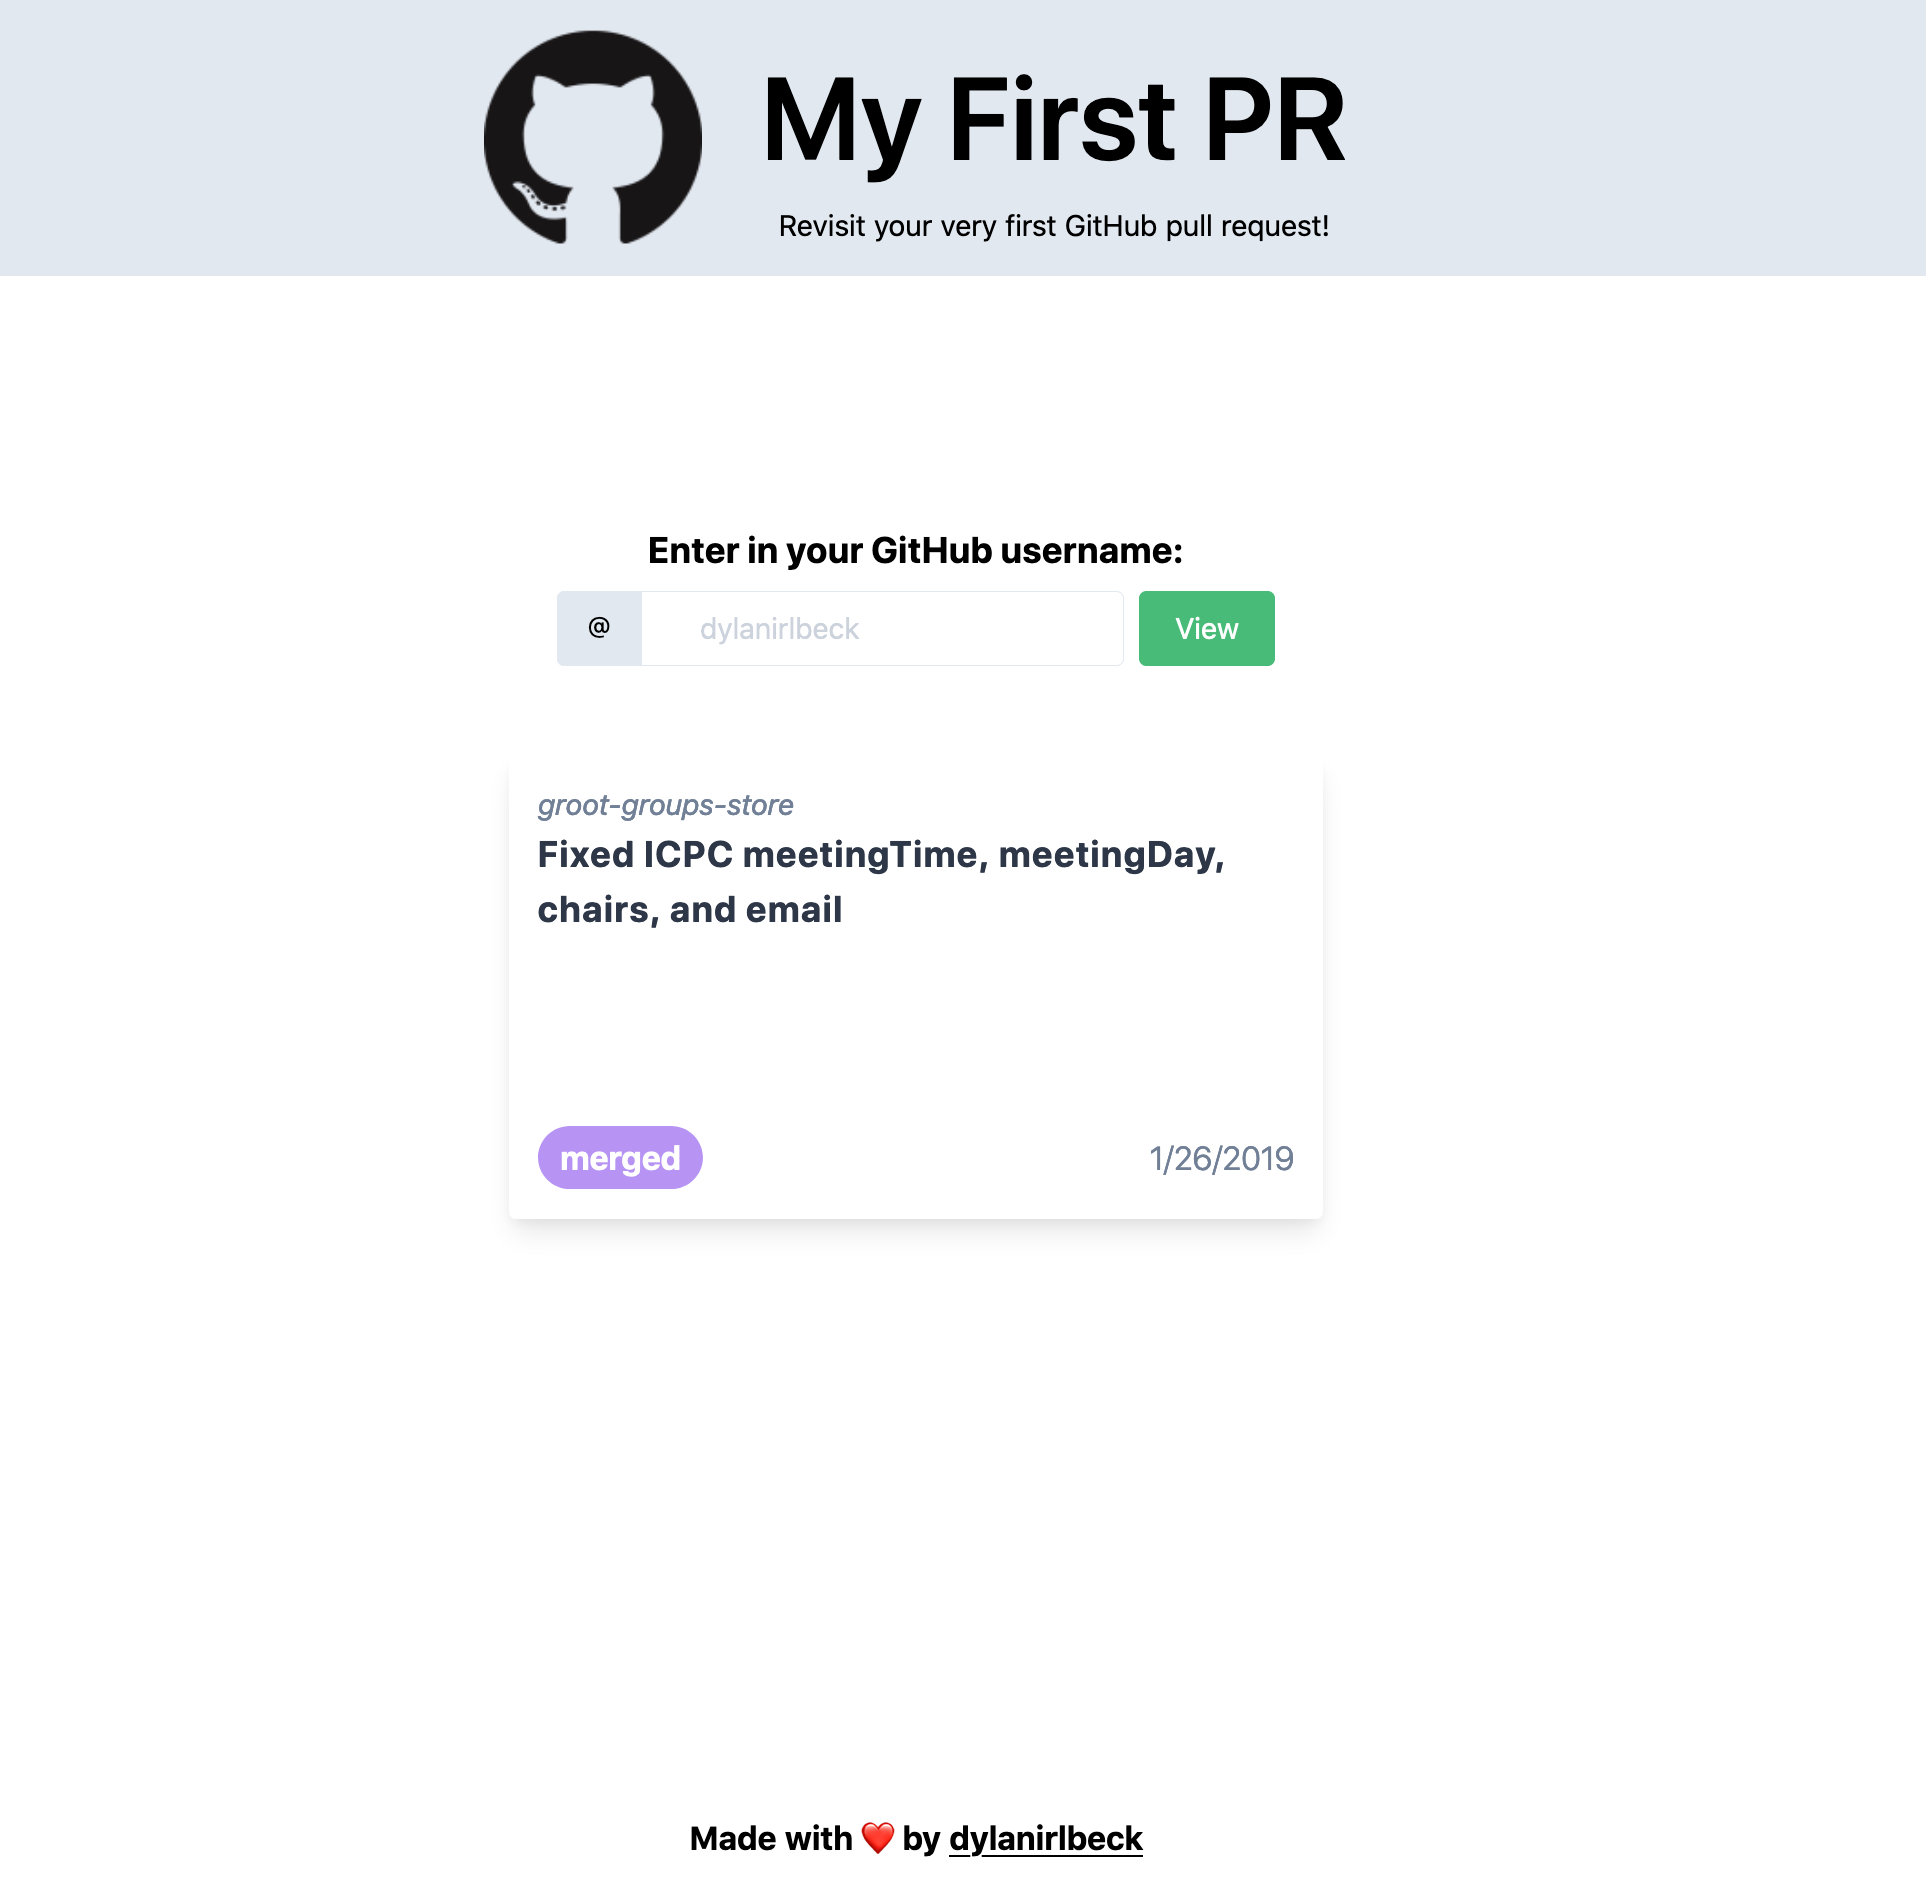 My First PR
Revisit your very first GitHub pull request!
Enter in your GitHub username:
@ dylanirlbeck View
groot-groups-store
Fixed ICPC meetingTime, meetingDay,
chairs, and email
merged 1/26/2019
Made with ❤️ by dylanirlbeck